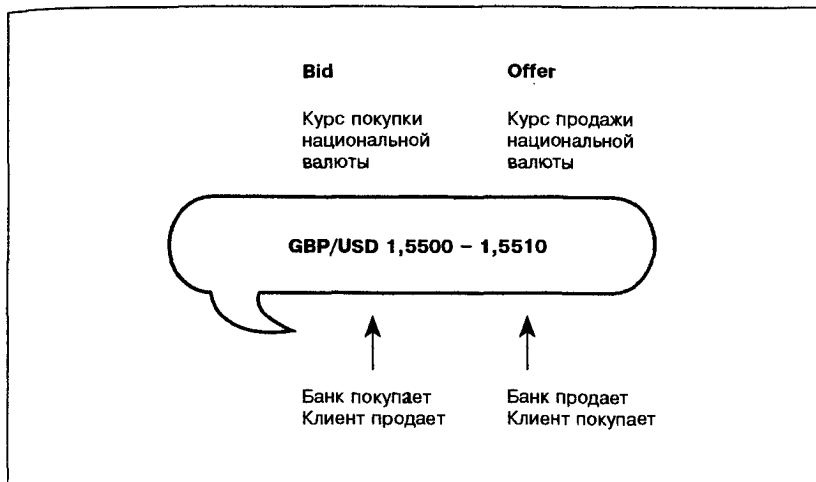 Bid
Offer
Курс покупки
национальной
валюты
Курс продажи
национальной
валюты
GBP/USD 1,5500 – 1,5510
Банк покупает
Клиент продает
Банк продает
Клиент покупает